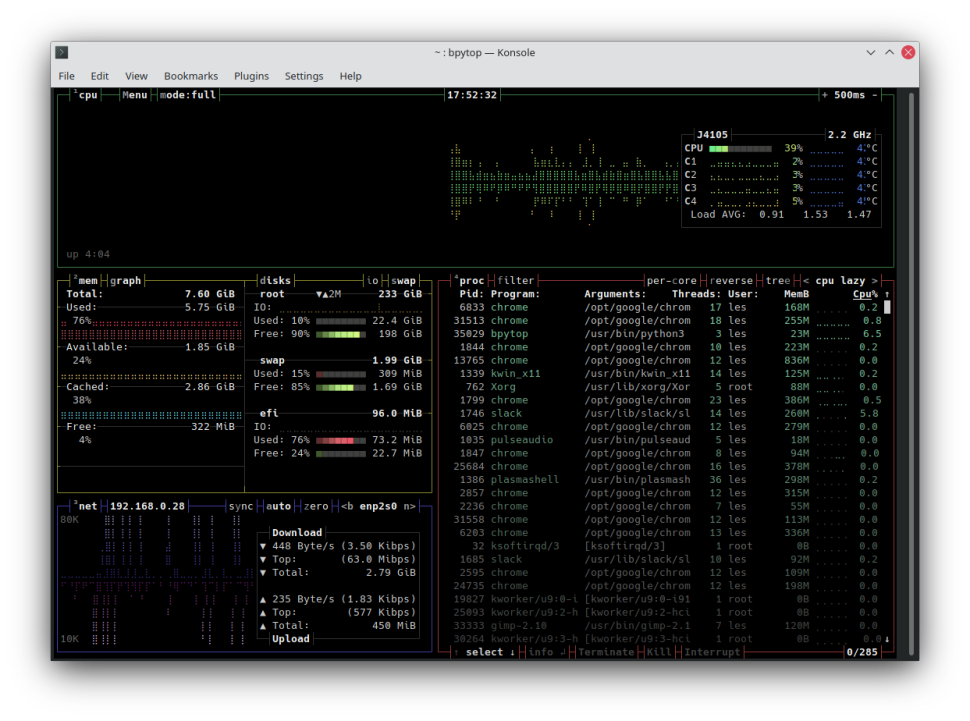 ~ : bpytop — Konsole
File Edit View Bookmarks Plugins Settings Help
1cpu Menu mode:full 17:52:32 + 500ms -
J4105 2.2 GHz
CPU 39% °C
C1 2% °C
C2 3% °C
C3 3% °C
C4 5% °C
Load AVG: 0.91 1.53 1.47
up 4:04
2mem graph
Total: 7.60 GiB
Used: 5.75 GiB
76%
Available: 1.85 GiB
24%
Cached: 2.86 GiB
38%
Free: 322 MiB
4%
disks io swap
root ▼▲2M 233 GiB
IO:
Used: 10% 22.4 GiB
Free: 90% 198 GiB
swap 1.99 GiB
Used: 15% 309 MiB
Free: 85% 1.69 GiB
efi 96.0 MiB
IO:
Used: 76% 73.2 MiB
Free: 24% 22.7 MiB
3net 192.168.0.28 sync auto zero <b enp2s0 n>
80K
10K
Download
▼ 448 Byte/s (3.50 Kibps)
▼ Top: (63.0 Mibps)
▼ Total: 2.79 GiB
▲ 235 Byte/s (1.83 Kibps)
▲ Top: (577 Kibps)
▲ Total: 450 MiB
Upload
4proc filter per-core reverse tree < cpu lazy >
Pid: Program: Arguments: Threads: User: MemB Cpu% ↑
6833 chrome /opt/google/chrom 17 les 168M 0.2
31513 chrome /opt/google/chrom 18 les 255M 0.8
35029 bpytop /usr/bin/python3 3 les 23M 6.5
1844 chrome /opt/google/chrom 10 les 223M 0.2
13765 chrome /opt/google/chrom 12 les 836M 0.0
1339 kwin_x11 /usr/bin/kwin_x11 14 les 125M 0.2
762 Xorg /usr/lib/xorg/Xor 5 root 88M 0.0
1799 chrome /opt/google/chrom 23 les 386M 0.5
1746 slack /usr/lib/slack/sl 14 les 260M 5.8
6025 chrome /opt/google/chrom 12 les 279M 0.0
1035 pulseaudio /usr/bin/pulseaud 5 les 18M 0.0
1847 chrome /opt/google/chrom 8 les 94M 0.0
25684 chrome /opt/google/chrom 16 les 378M 0.0
1386 plasmashell /usr/bin/plasmash 36 les 298M 0.2
2857 chrome /opt/google/chrom 12 les 315M 0.0
2236 chrome /opt/google/chrom 7 les 55M 0.0
31558 chrome /opt/google/chrom 12 les 113M 0.0
6203 chrome /opt/google/chrom 13 les 336M 0.0
32 ksoftirqd/3 [ksoftirqd/3] 1 root 0B 0.0
1685 slack /usr/lib/slack/sl 10 les 92M 0.2
2595 chrome /opt/google/chrom 12 les 109M 0.0
24735 chrome /opt/google/chrom 12 les 198M 0.0
19827 kworker/u9:0-i [kworker/u9:0-i91 1 root 0B 0.0
25093 kworker/u9:2-h [kworker/u9:2-hci 1 root 0B 0.0
33333 gimp-2.10 /usr/bin/gimp-2.1 7 les 120M 0.0
30264 kworker/u9:3-h [kworker/u9:3-hci 1 root 0B 0.0 ↓
↑ select ↓ info ↲ Terminate Kill Interrupt 0/285